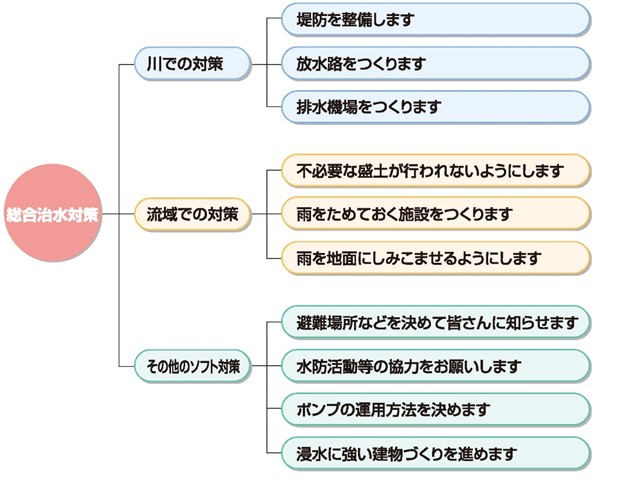 総合治水対策
川での対策
堤防を整備します
放水路をつくります
排水機場をつくります
流域での対策
不必要な盛土が行われないようにします
雨をためておく施設をつくります
雨を地面にしみこませるようにします
その他のソフト対策
避難場所などを決めて皆さんに知らせます
水防活動等の協力をお願いします
ポンプの運用方法を決めます
浸水に強い建物づくりを進めます